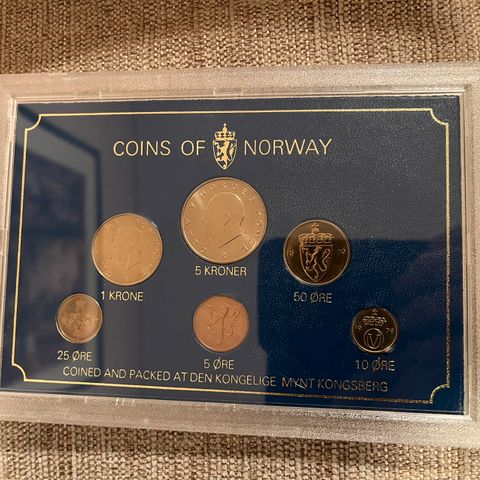 COINS OF NORWAY
5 KRONER
1 KRONE
50 ØRE
25 ØRE
5 ØRE
10 ØRE
COINED AND PACKED AT DEN KONGELIGE MYNT KONGSBERG